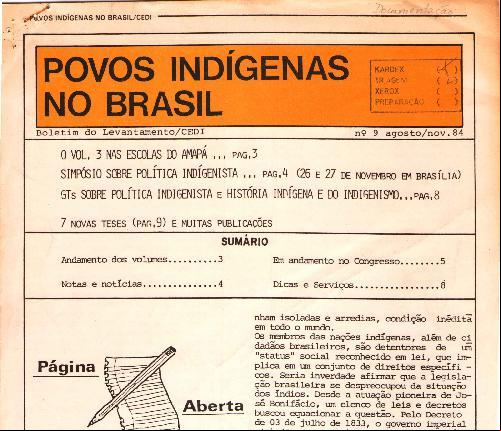 POVOS INDÍGENAS NO BRASIL/CEDI
Documentação
POVOS INDÍGENAS
NO BRASIL
KARDEX ( )
TRIAGEM ( )
XEROX ( )
PREPARAÇÃO ( )
Boletim do Levantamento/CEDI
nº 9 agosto/nov.84
O VOL. 3 NAS ESCOLAS DO AMAPÁ ... PAG.3
SIMPÓSIO SOBRE POLÍTICA INDÍGENISTA ... PAG.4 (26 E 27 DE NOVEMBRO EM BRASÍLIA)
GTs SOBRE POLÍTICA INDIGENISTA e HISTÓRIA INDÍGENA E DO INDIGENISMO...PAG.8
7 NOVAS TESES (PAG.9) E MUITAS PUBLICAÇÕES
SUMÁRIO
Andamento dos volumes..........3
Em andamento no Congresso........5
Notas e notícias...............4
Dicas e Serviços.................6
Página
Aberta
nham isoladas e arredias, condição inédita
em todo o mundo.
Os membros das nações indígenas, além de ci
dadãos brasileiros, são detentores de um
"status" social reconhecido em lei, que im-
plica em um conjunto de direitos específi -
cos. Seria inverdade afirmar que a legisla-
ção brasileira se despreocupou da situação
dos índios. Desde a atuação pioneira de Jo-
sé Bonifácio, um elenco de leis e decretos
buscou equacionar a questão. Pelo Decreto
de 03 de julho de 1833, o governo imperial